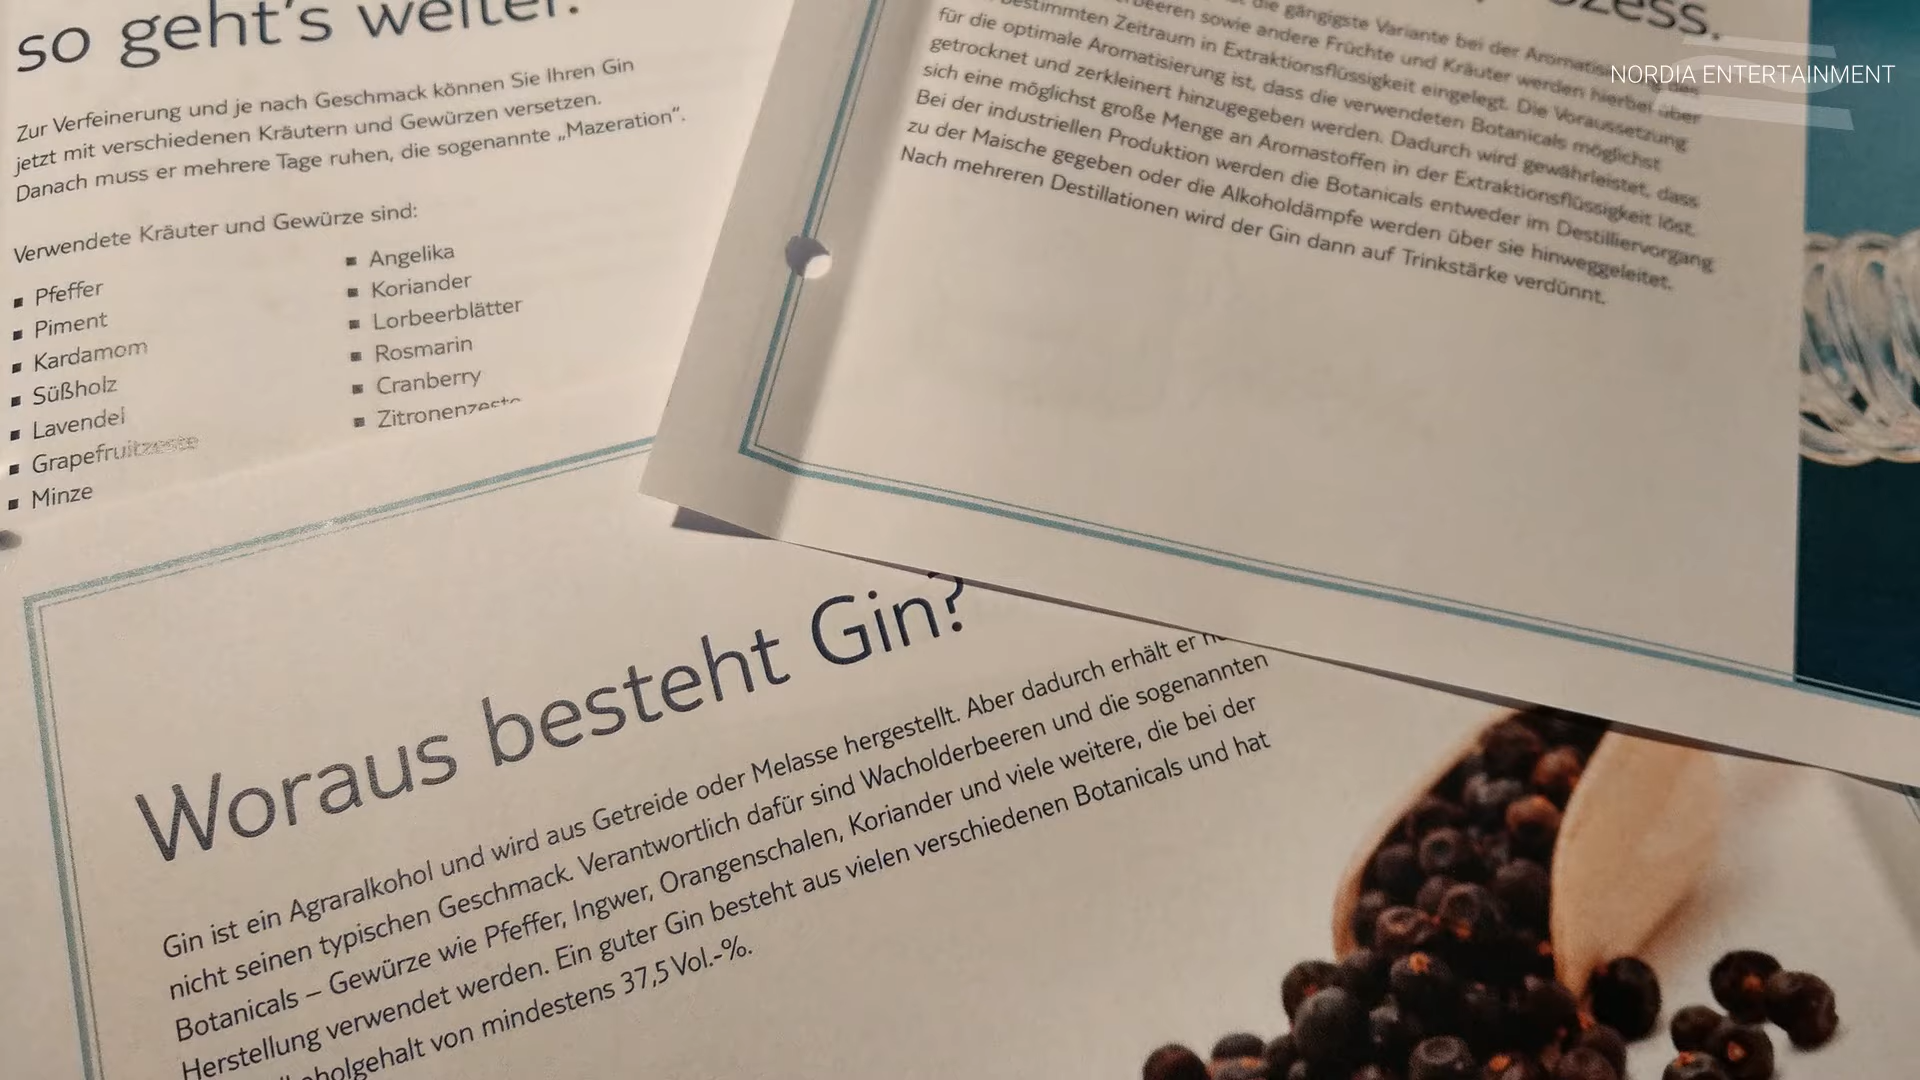 so geht's weiter.
Zur Verfeinerung und je nach Geschmack können Sie Ihren Gin
jetzt mit verschiedenen Kräutern und Gewürzen versetzen.
Danach muss er mehrere Tage ruhen, die sogenannte „Mazeration“.
Verwendete Kräuter und Gewürze sind:
▪ Pfeffer
▪ Piment
▪ Kardamom
▪ Süßholz
▪ Lavendel
▪ Grapefruitzeste
▪ Minze
▪ Angelika
▪ Koriander
▪ Lorbeerblätter
▪ Rosmarin
▪ Cranberry
▪ Zitronenzeste
die gängigste Variante bei der Aromatisierung des
sowie andere Früchte und Kräuter werden hierbei über
bestimmten Zeitraum in Extraktionsflüssigkeit eingelegt. Die Voraussetzung
für die optimale Aromatisierung ist, dass die verwendeten Botanicals möglichst
getrocknet und zerkleinert hinzugegeben werden. Dadurch wird gewährleistet, dass
sich eine möglichst große Menge an Aromastoffen in der Extraktionsflüssigkeit löst.
Bei der industriellen Produktion werden die Botanicals entweder im Destilliervorgang
zu der Maische gegeben oder die Alkoholdämpfe werden über sie hinweggeleitet.
Nach mehreren Destillationen wird der Gin dann auf Trinkstärke verdünnt.
NORDIA ENTERTAINMENT
Woraus besteht Gin?
Gin ist ein Agraralkohol und wird aus Getreide oder Melasse hergestellt. Aber dadurch erhält er
nicht seinen typischen Geschmack. Verantwortlich dafür sind Wacholderbeeren und die sogenannten
Botanicals – Gewürze wie Pfeffer, Ingwer, Orangenschalen, Koriander und viele weitere, die bei der
Herstellung verwendet werden. Ein guter Gin besteht aus vielen verschiedenen Botanicals und hat
von mindestens 37,5 Vol.-%.